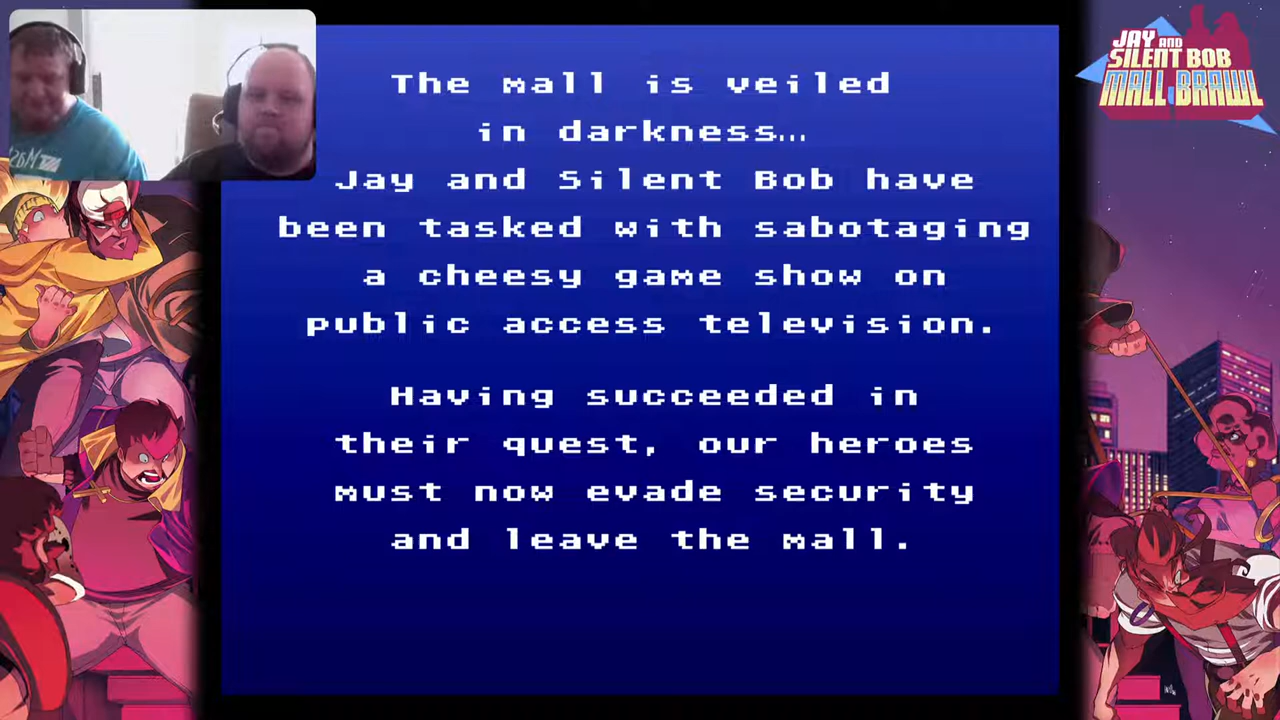 JAY AND
SILENT BOB
MALL BRAWL
The mall is veiled
in darkness...
Jay and Silent Bob have
been tasked with sabotaging
a cheesy game show on
public access television.
Having succeeded in
their quest, our heroes
must now evade security
and leave the mall.